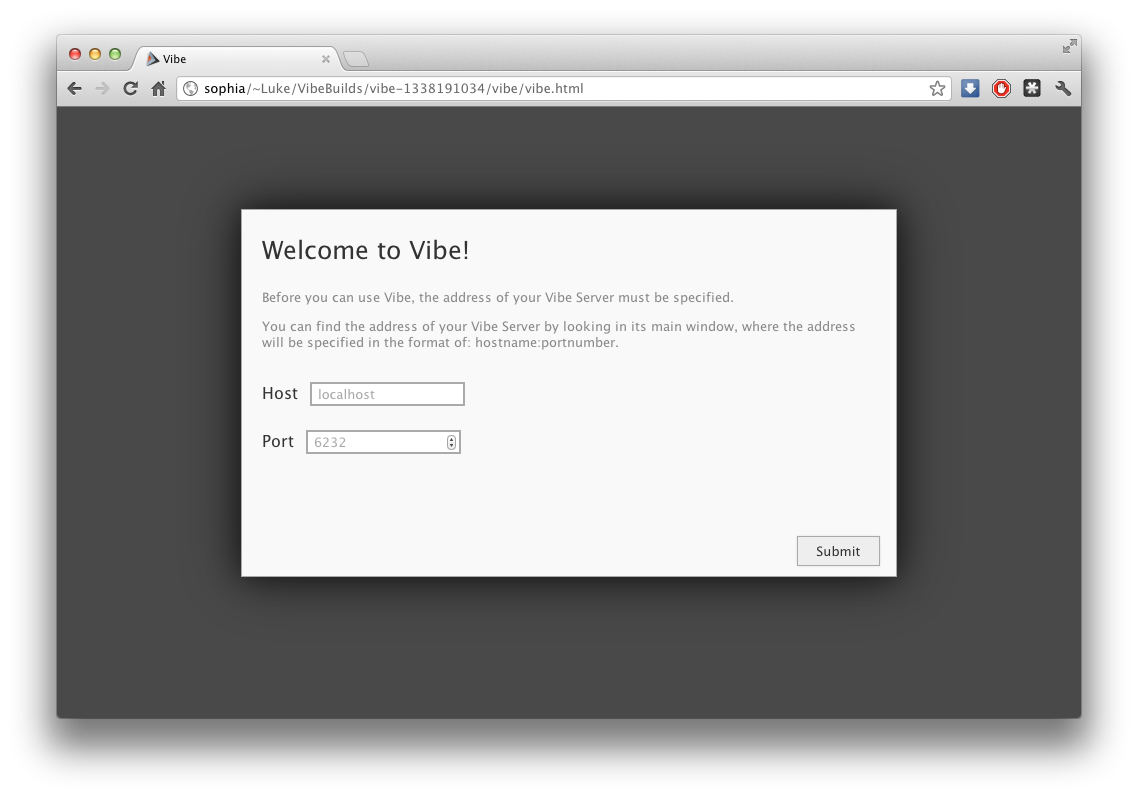 Vibe
sophia/~Luke/VibeBuilds/vibe-1338191034/vibe/vibe.html
Welcome to Vibe!
Before you can use Vibe, the address of your Vibe Server must be specified.
You can find the address of your Vibe Server by looking in its main window, where the address
will be specified in the format of: hostname:portnumber.
Host localhost
Port 6232
Submit